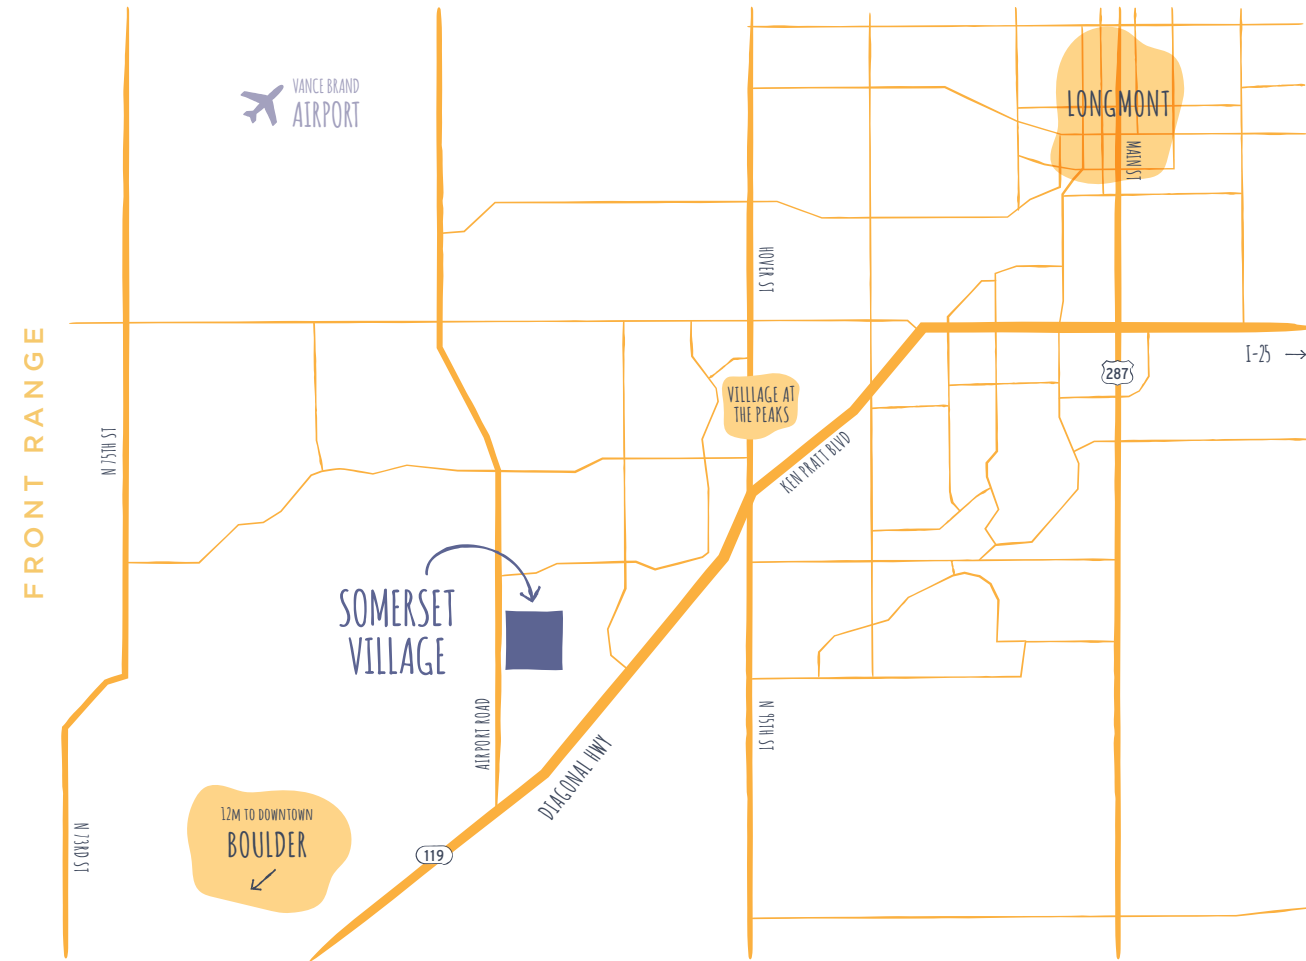 VANCE BRAND
AIRPORT
LONGMONT
MAIN ST
HOVER ST
FRONT RANGE
I-25
287
VILLLAGE AT
THE PEAKS
N 75TH ST
KEN PRATT BLVD
SOMERSET
VILLAGE
AIRPORT ROAD
N 95TH ST
DIAGONAL HWY
12M TO DOWNTOWN
BOULDER
N 73RD ST
119